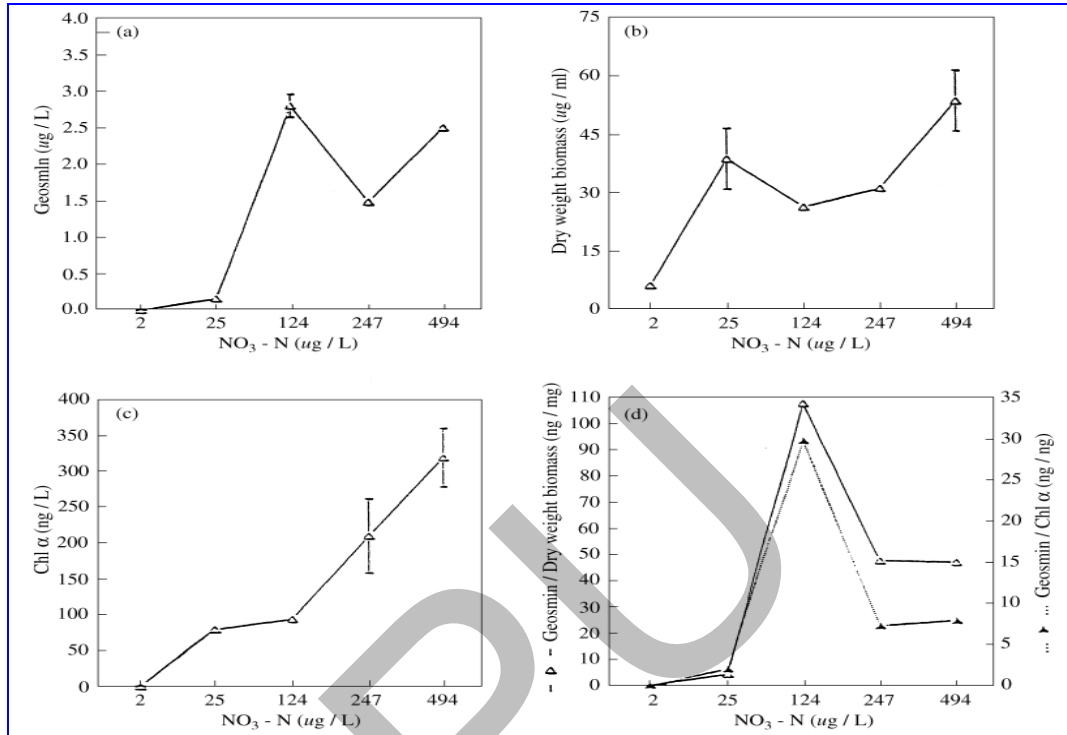 (a)
Geosmln (ug / L)
4.0
3.5
3.0
2.5
2.0
1.5
1.0
0.5
0.0
2 25 124 247 494
NO3 - N (ug / L)
(b)
Dry weight biomass (ug / ml)
75
60
45
30
15
0
2 25 124 247 494
NO3 - N (ug / L)
(c)
Chl α (ng / L)
400
350
300
250
200
150
100
50
0
2 25 124 247 494
NO3 - N (ug / L)
(d)
Geosmin / Dry weight biomass (ng / mg)
110
100
90
80
70
60
50
40
30
20
10
0
2 25 124 247 494
NO3 - N (ug / L)
35
30
25
20
15
10
5
0
... Geosmin / Chl α (ng / ng)